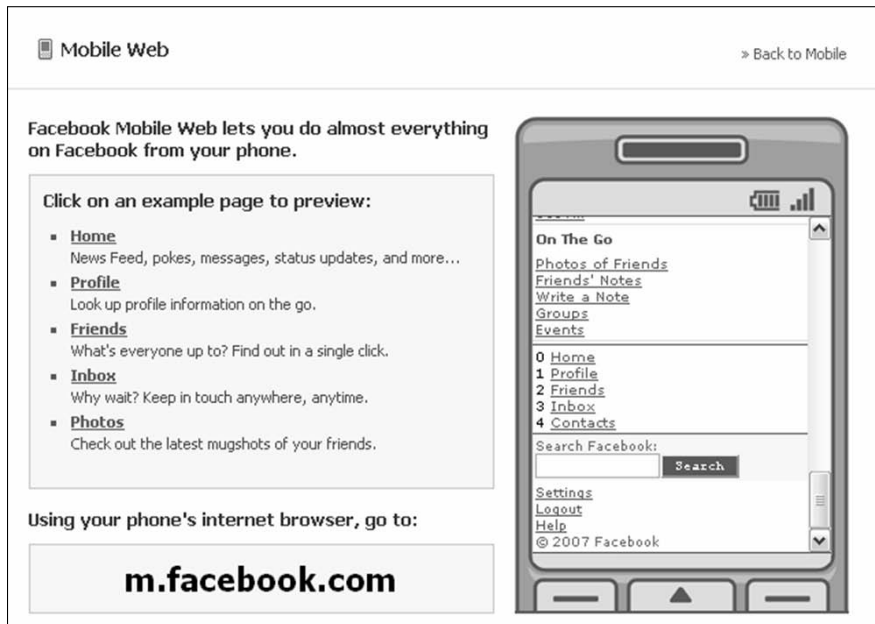 Mobile Web
» Back to Mobile
Facebook Mobile Web lets you do almost everything
on Facebook from your phone.
Click on an example page to preview:
Home
News Feed, pokes, messages, status updates, and more...
Profile
Look up profile information on the go.
Friends
What's everyone up to? Find out in a single click.
Inbox
Why wait? Keep in touch anywhere, anytime.
Photos
Check out the latest mugshots of your friends.
Using your phone's internet browser, go to:
m.facebook.com
On The Go
Photos of Friends
Friends' Notes
Write a Note
Groups
Events
0 Home
1 Profile
2 Friends
3 Inbox
4 Contacts
Search Facebook:
Search
Settings
Logout
Help
© 2007 Facebook